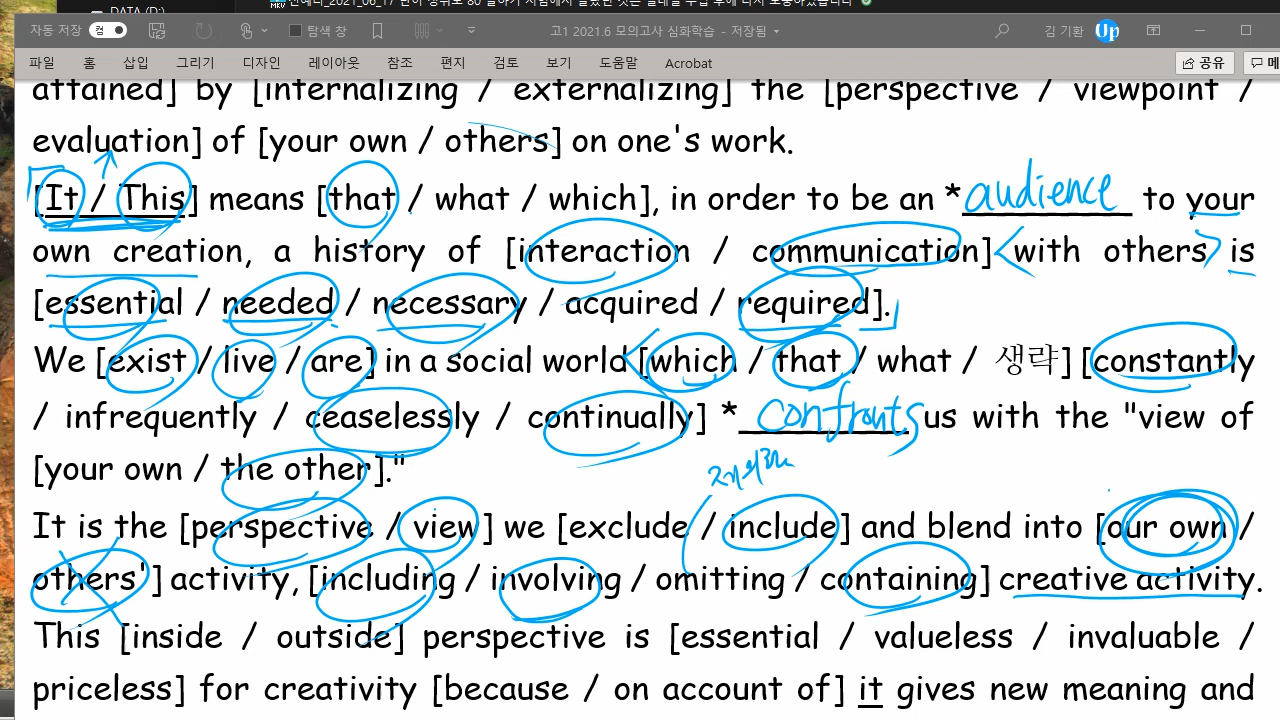 DATA (D:)
자동 저장 컴 탐색 창 고1 2021.6 모의고사 심화학습 - 저장됨 김 기환 Up
파일 홈 삽입 그리기 디자인 레이아웃 참조 편지 검토 보기 도움말 Acrobat 공유 메
attained] by [internalizing / externalizing] the [perspective / viewpoint /
evaluation] of [your own / others] on one's work.
[It / This] means [that / what / which], in order to be an *audience to your
own creation, a history of [interaction / communication] with others is
[essential / needed / necessary / acquired / required].
We [exist / live / are] in a social world [which / that / what / 생략] [constantly
/ infrequently / ceaselessly / continually] *confronts us with the "view of
[your own / the other]."
It is the [perspective / view] we [exclude / include] and blend into [our own /
others'] activity, [including / involving / omitting / containing] creative activity.
This [inside / outside] perspective is [essential / valueless / invaluable /
priceless] for creativity [because / on account of] it gives new meaning and